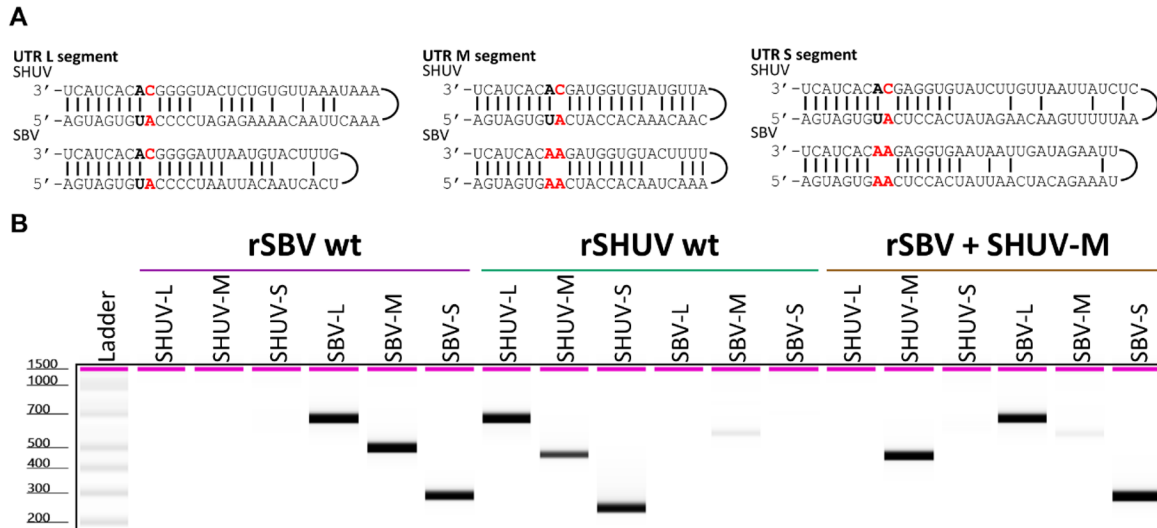 A
UTR L segment
SHUV
3’ -UCAUCACACGGGGUACUCUGUGUUAAAUAAA
5’ -AGUAGUGUACCCCUAGAGAAAACAAUUCAAA
SBV
3’ -UCAUCACACGGGGAUUAAUGUACUUUG
5’ -AGUAGUGUACCCCUAAUUACAAUCACU
UTR M segment
SHUV
3’ -UCAUCACACGAUGGUGUAUGUUA
5’ -AGUAGUGUACUACCACAAACAAC
SBV
3’ -UCAUCACAAGAUGGUGUACUUUU
5’ -AGUAGUGAACUACCACAAUCAAA
UTR S segment
SHUV
3’ -UCAUCACACGAGGUGUAUCUUGUUAAUUAUCUC
5’ -AGUAGUGUACUCCACUAUAGAACAAGUUUUUAA
SBV
3’ -UCAUCACAAGAGGUGAAUAAUUGAUAGAAUU
5’ -AGUAGUGAACUCCACUAUUAACUACAGAAAU
B
rSBV wt rSHUV wt rSBV + SHUV-M
Ladder SHUV-L SHUV-M SHUV-S SBV-L SBV-M SBV-S SHUV-L SHUV-M SHUV-S SBV-L SBV-M SBV-S SHUV-L SHUV-M SHUV-S SBV-L SBV-M SBV-S
1500
1000
700
500
400
300
200